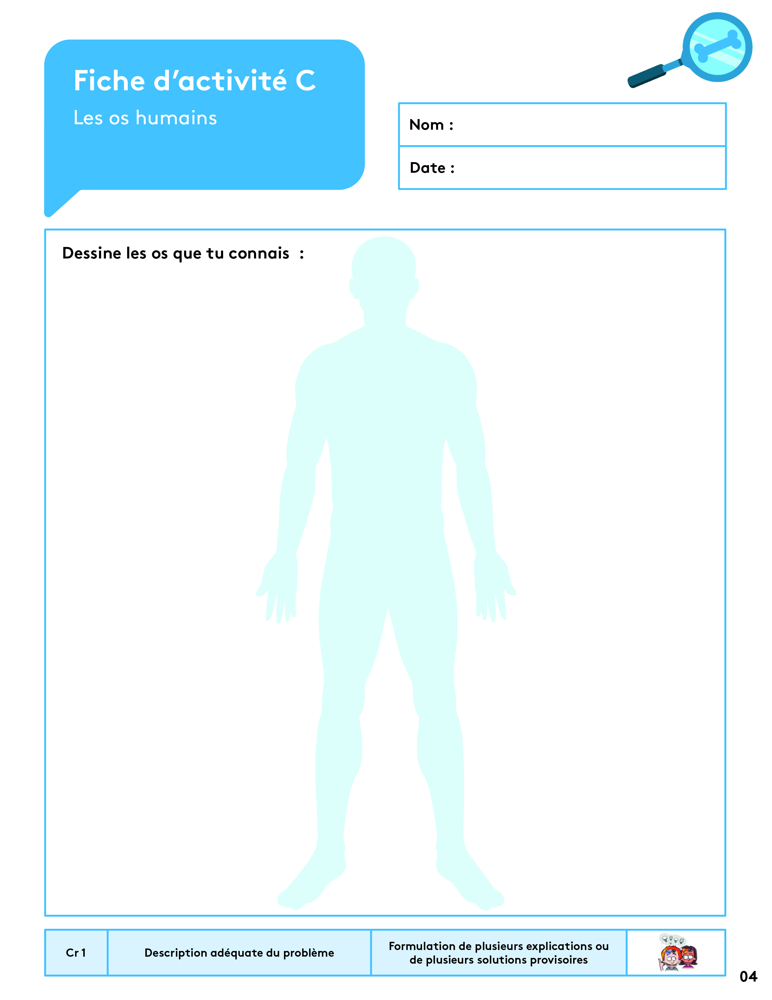 Fiche d’activité C
Les os humains
Nom :
Date :
Dessine les os que tu connais :
Cr 1
Description adéquate du problème
Formulation de plusieurs explications ou
de plusieurs solutions provisoires
04